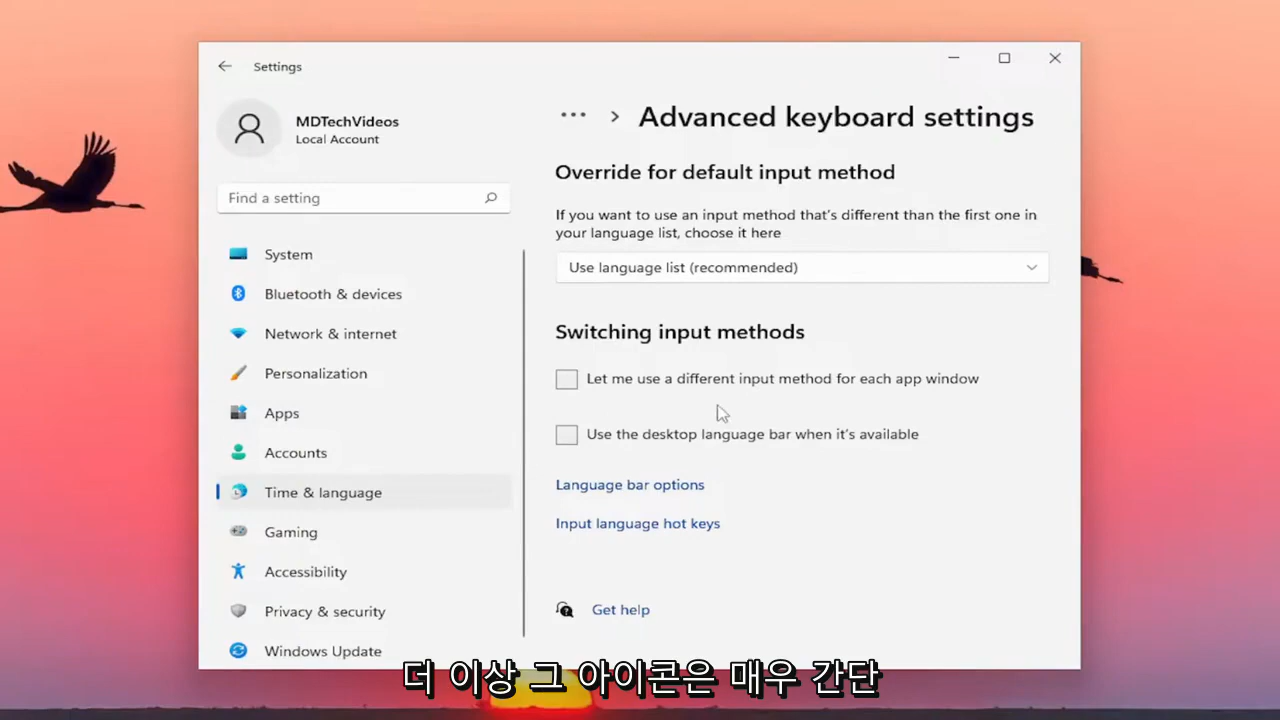 Settings
MDTechVideos
Local Account
Find a setting
System
Bluetooth & devices
Network & internet
Personalization
Apps
Accounts
Time & language
Gaming
Accessibility
Privacy & security
Windows Update
··· > Advanced keyboard settings
Override for default input method
If you want to use an input method that's different than the first one in
your language list, choose it here
Use language list (recommended)
Switching input methods
Let me use a different input method for each app window
Use the desktop language bar when it's available
Language bar options
Input language hot keys
Get help
더 이상 그 아이콘은 매우 간단